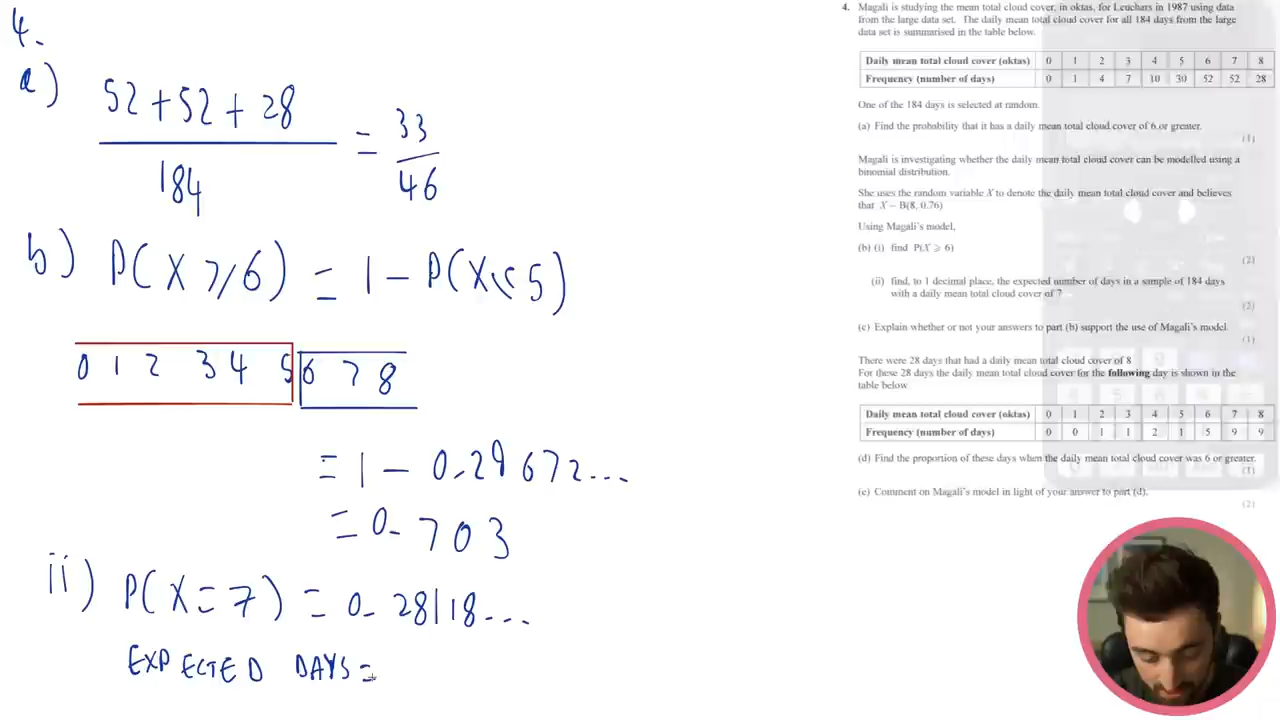 4.
a) 52 + 52 + 28 / 184 = 33 / 46
b) P(X ⩾ 6) = 1 - P(X ⩽ 5)
0 1 2 3 4 5 6 7 8
= 1 - 0.29672...
= 0.703
ii) P(X = 7) = 0.28118...
EXPECTED DAYS =
4. Magali is studying the mean total cloud cover, in oktas, for Leuchars in 1987 using data
from the large data set. The daily mean total cloud cover for all 184 days from the large
data set is summarised in the table below.
Daily mean total cloud cover (oktas) 0 1 2 3 4 5 6 7 8
Frequency (number of days) 0 1 4 7 10 30 52 52 28
One of the 184 days is selected at random.
(a) Find the probability that it has a daily mean total cloud cover of 6 or greater.
(1)
Magali is investigating whether the daily mean total cloud cover can be modelled using a
binomial distribution.
She uses the random variable X to denote the daily mean total cloud cover and believes
that X ~ B(8, 0.76)
Using Magali's model,
(b) (i) find P(X ⩾ 6)
(2)
(ii) find, to 1 decimal place, the expected number of days in a sample of 184 days
with a daily mean total cloud cover of 7
(2)
(c) Explain whether or not your answers to part (b) support the use of Magali's model.
(1)
There were 28 days that had a daily mean total cloud cover of 8
For these 28 days the daily mean total cloud cover for the following day is shown in the
table below.
Daily mean total cloud cover (oktas) 0 1 2 3 4 5 6 7 8
Frequency (number of days) 0 0 1 1 2 1 5 9 9
(d) Find the proportion of these days when the daily mean total cloud cover was 6 or greater.
(1)
(e) Comment on Magali's model in light of your answer to part (d).
(2)